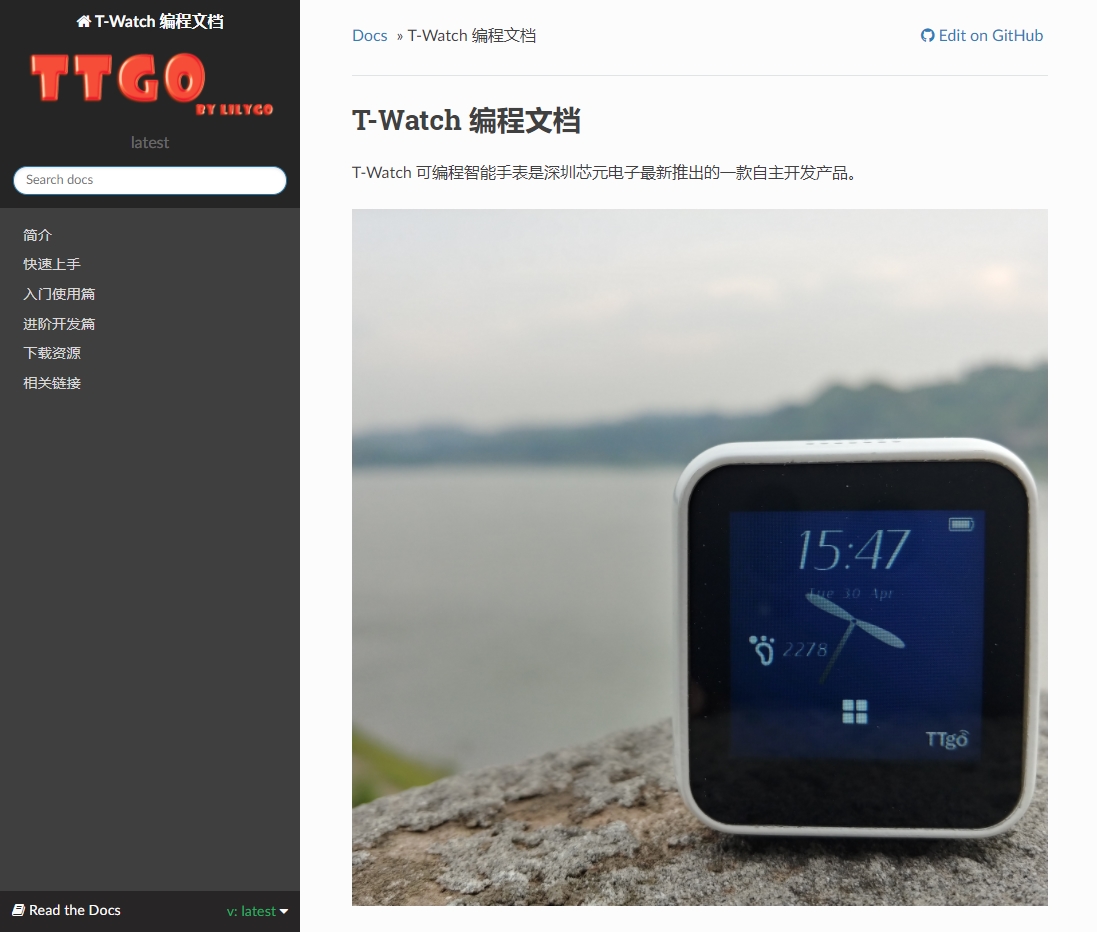 T-Watch 编程文档
TTGO
BY LILYGO
latest
Search docs
简介
快速上手
入门使用篇
进阶开发篇
下载资源
相关链接
Read the Docs
v: latest
Docs » T-Watch 编程文档
Edit on GitHub
T-Watch 编程文档
T-Watch 可编程智能手表是深圳芯元电子最新推出的一款自主开发产品。
15:47
Tue 30 Apr
2278
TTgo